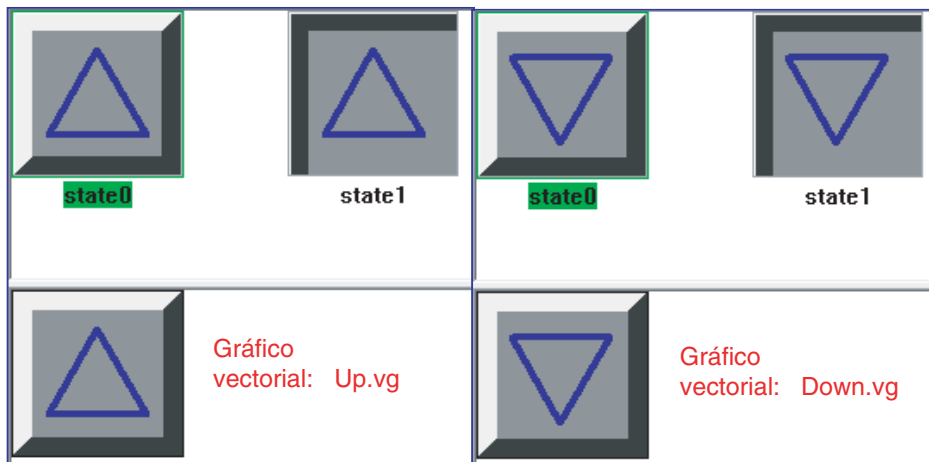 state0
state1
state0
state1
Gráfico
vectorial: Up.vg
Gráfico
vectorial: Down.vg